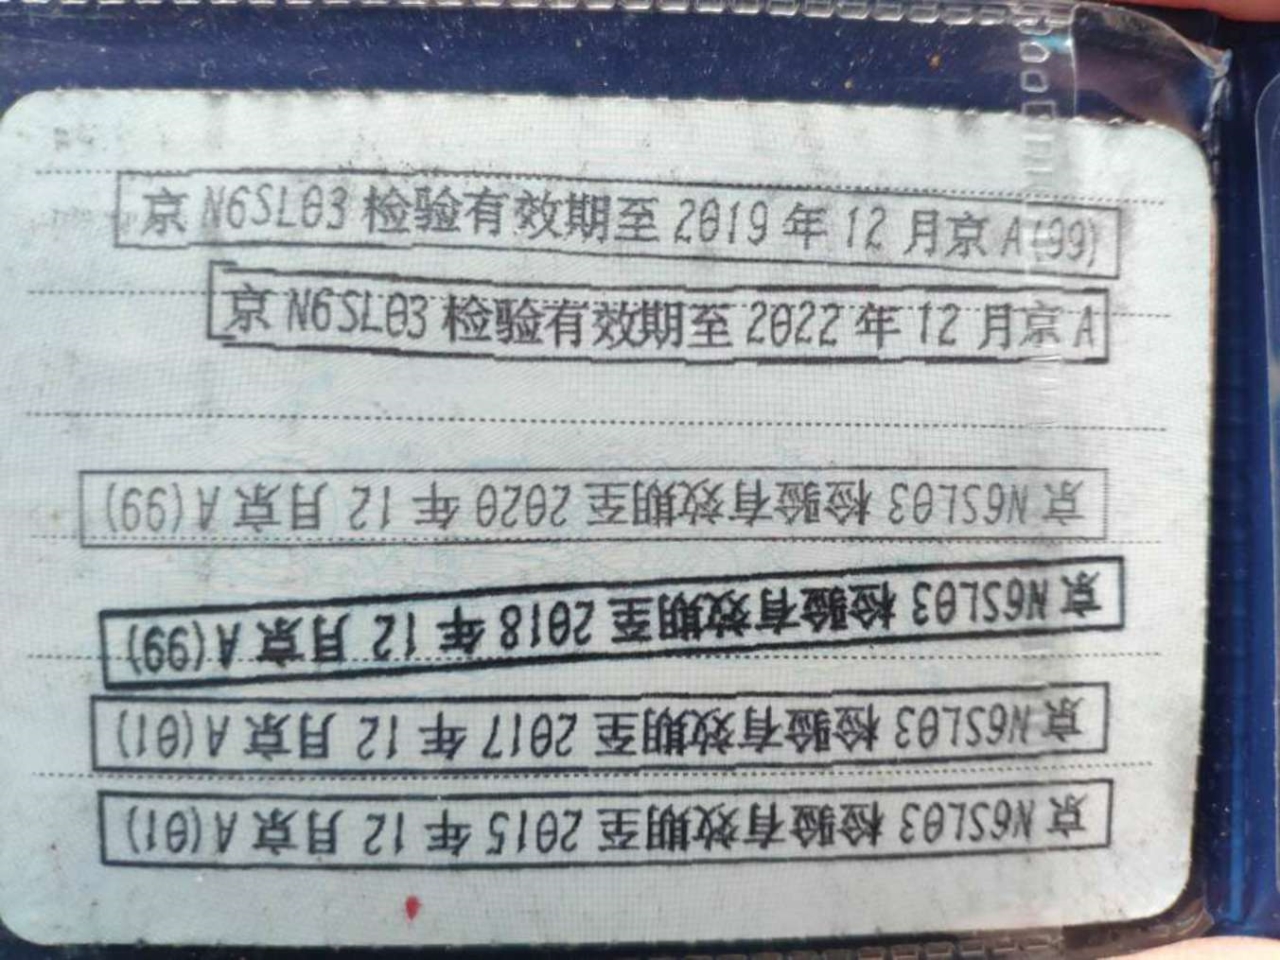 京 N6SL03 检验有效期至 2019 年 12 月京 A(99)
京 N6SL03 检验有效期至 2022 年 12 月京 A
京 N6SL03 检验有效期至 2020 年 12 月京 A(99)
京 N6SL03 检验有效期至 2018 年 12 月京 A(99)
京 N6SL03 检验有效期至 2017 年 12 月京 A(01)
京 N6SL03 检验有效期至 2015 年 12 月京 A(01)